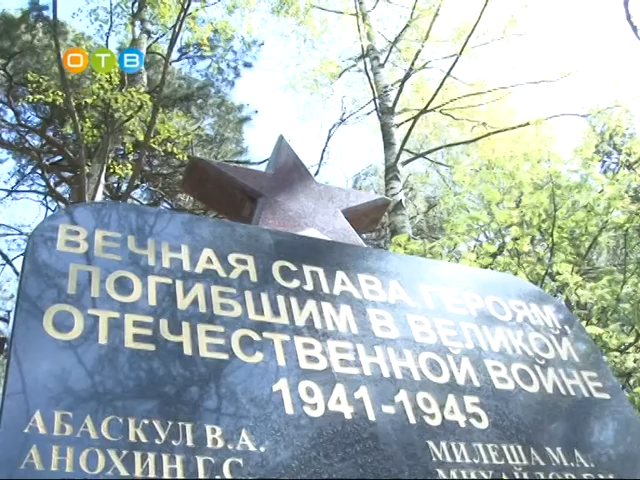 ОТВ
ВЕЧНАЯ СЛАВА ГЕРОЯМ,
ПОГИБШИМ В ВЕЛИКОЙ
ОТЕЧЕСТВЕННОЙ ВОЙНЕ
1941-1945
АБАСКУЛ В.А.
АНОХИН Г.С.
МИЛЕША М.А.